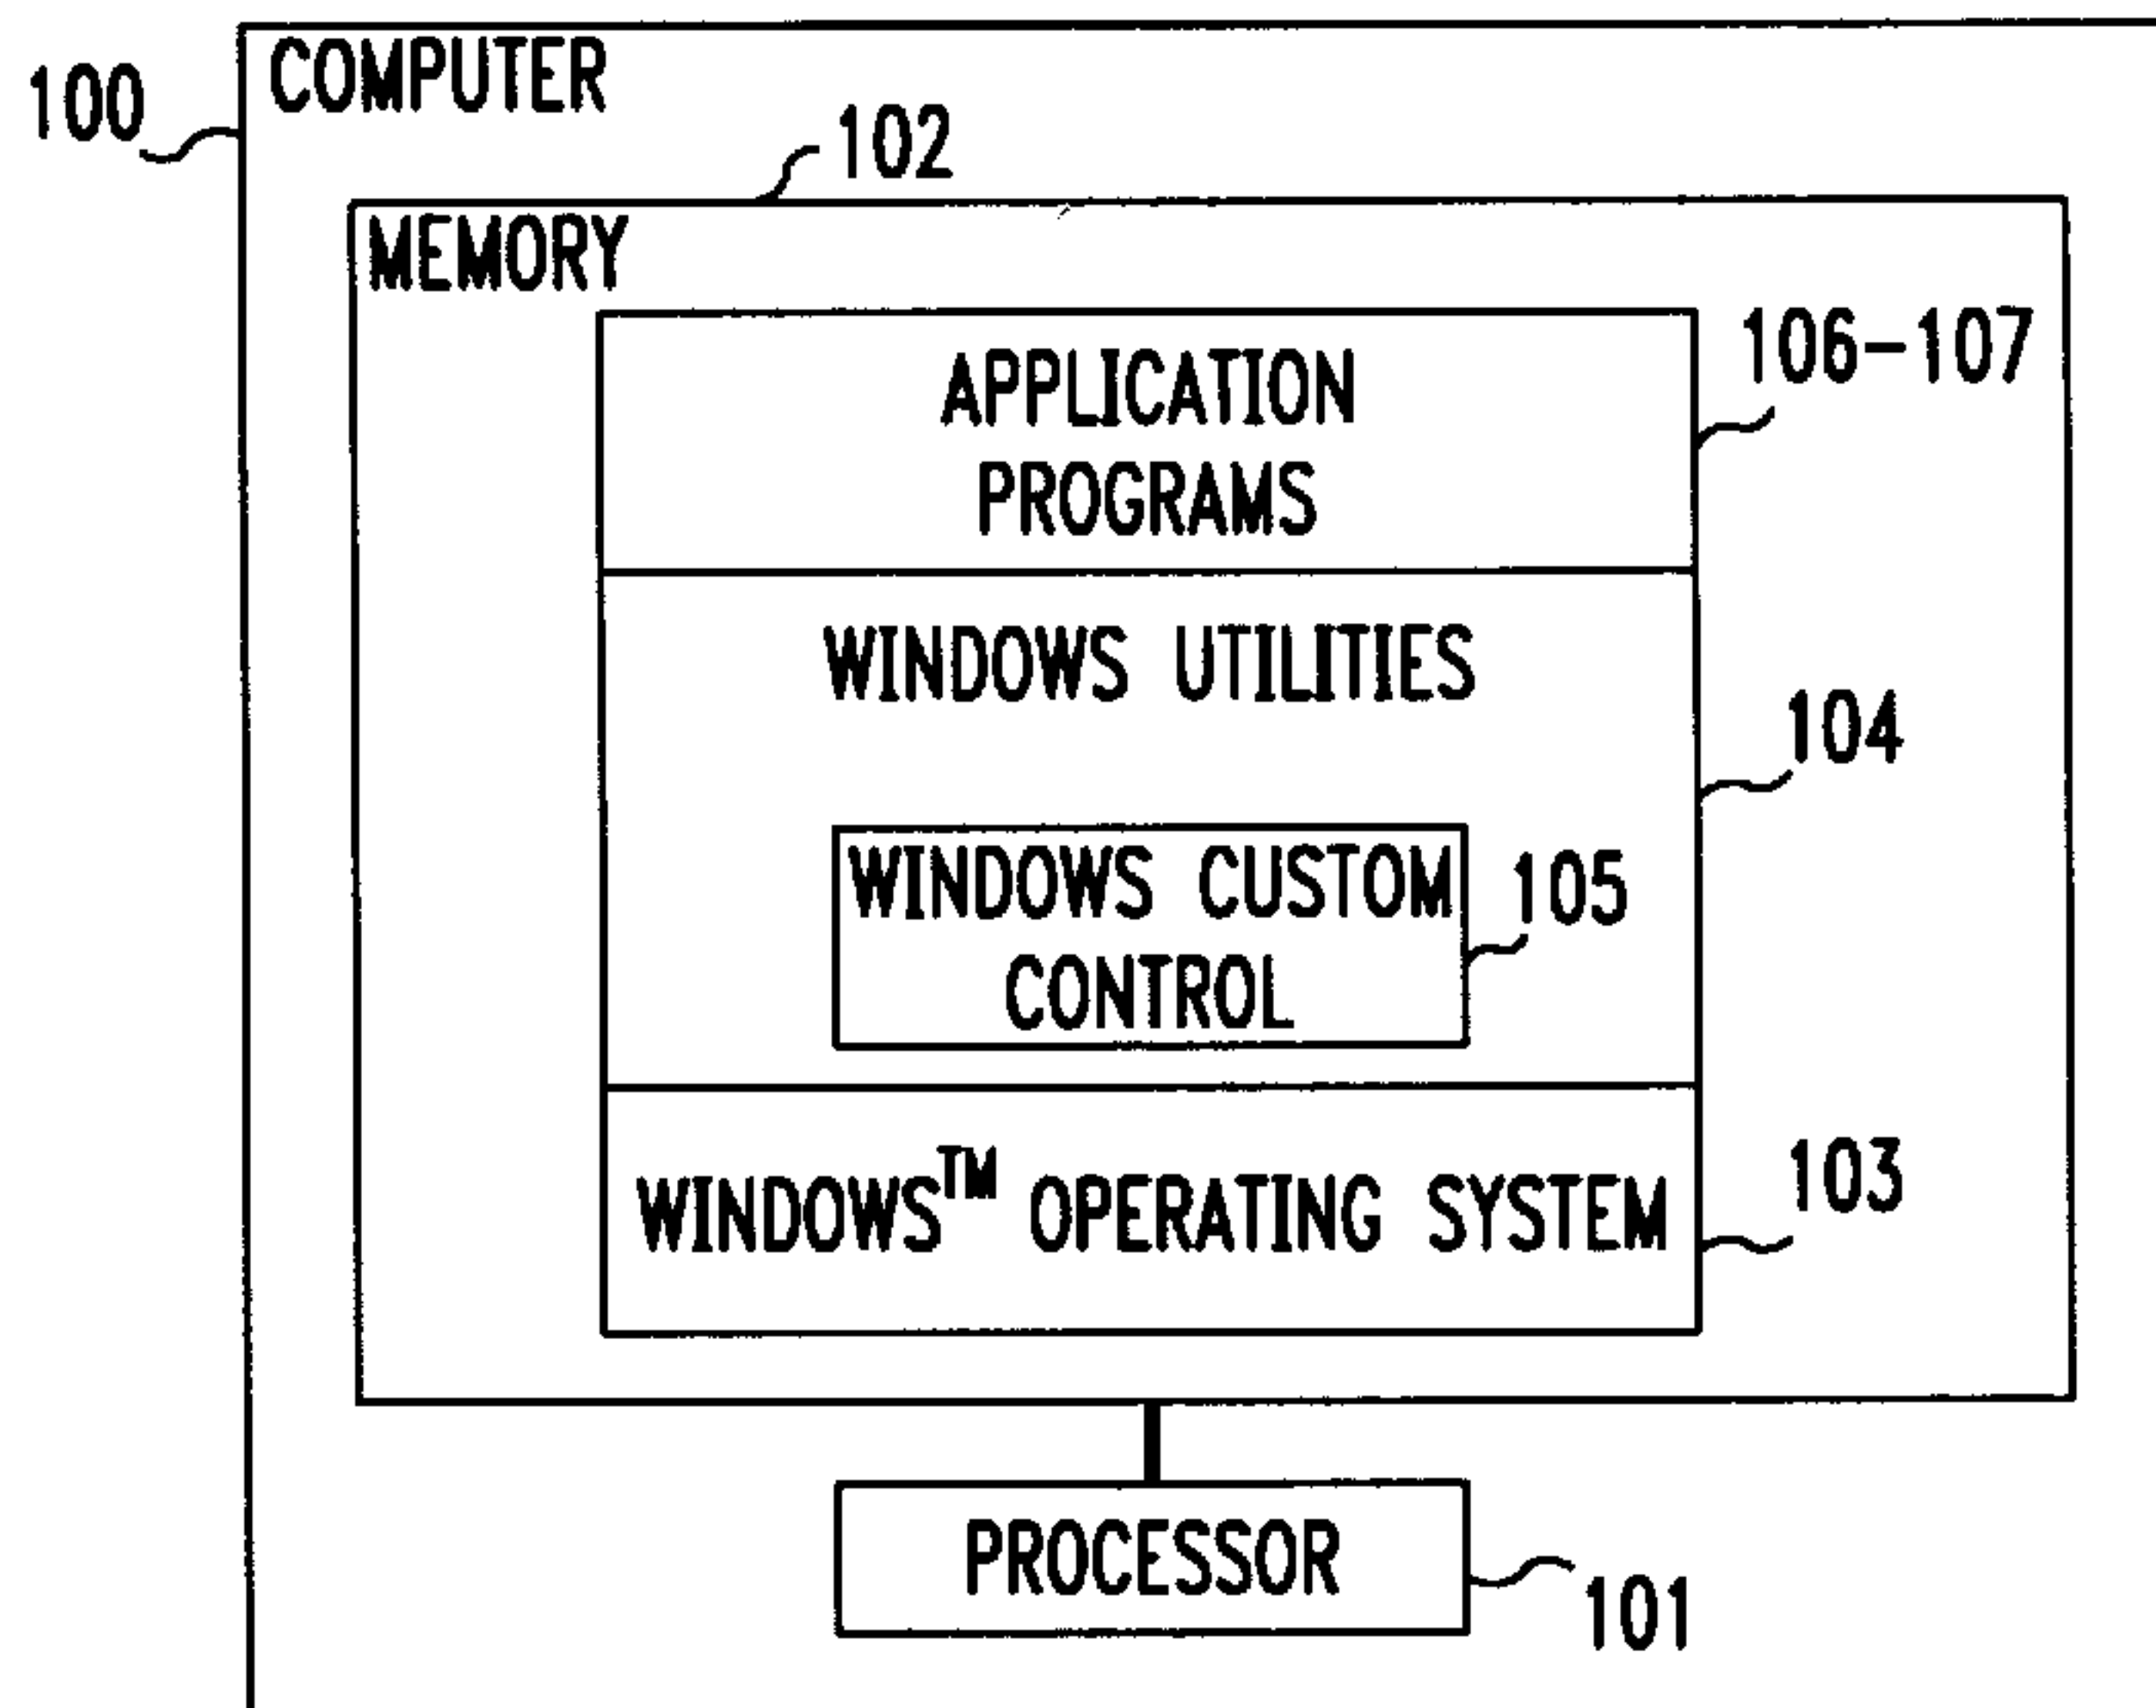 COMPUTER
100
102
MEMORY
106-107
APPLICATION
PROGRAMS
WINDOWS UTILITIES
104
WINDOWS CUSTOM
CONTROL
105
WINDOWS™ OPERATING SYSTEM
103
PROCESSOR
101